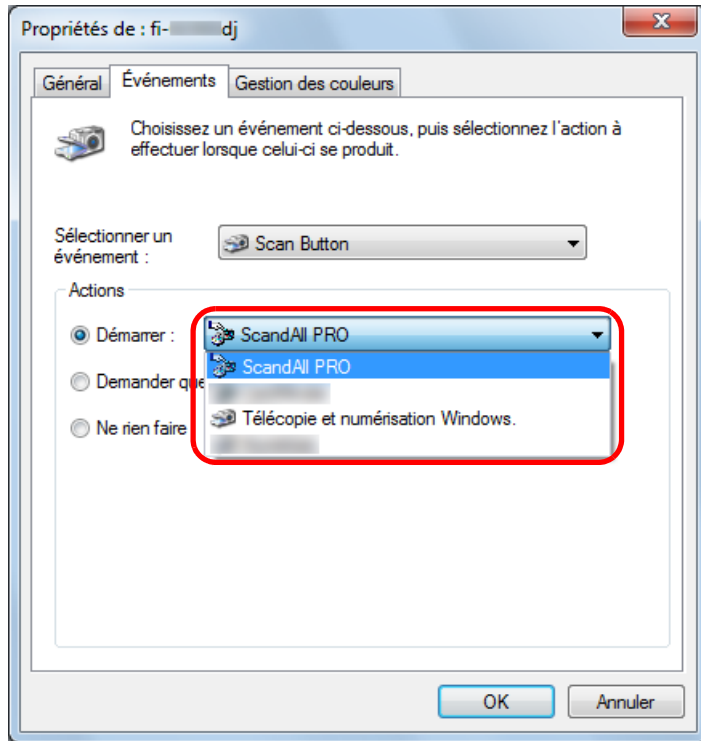 Propriétés de : fi- dj
Général Événements Gestion des couleurs
Choisissez un événement ci-dessous, puis sélectionnez l'action à
effectuer lorsque celui-ci se produit.
Sélectionner un
événement :
Scan Button
Actions
Démarrer : ScandAll PRO
ScandAll PRO
Demander que
Télécopie et numérisation Windows.
Ne rien faire
OK Annuler